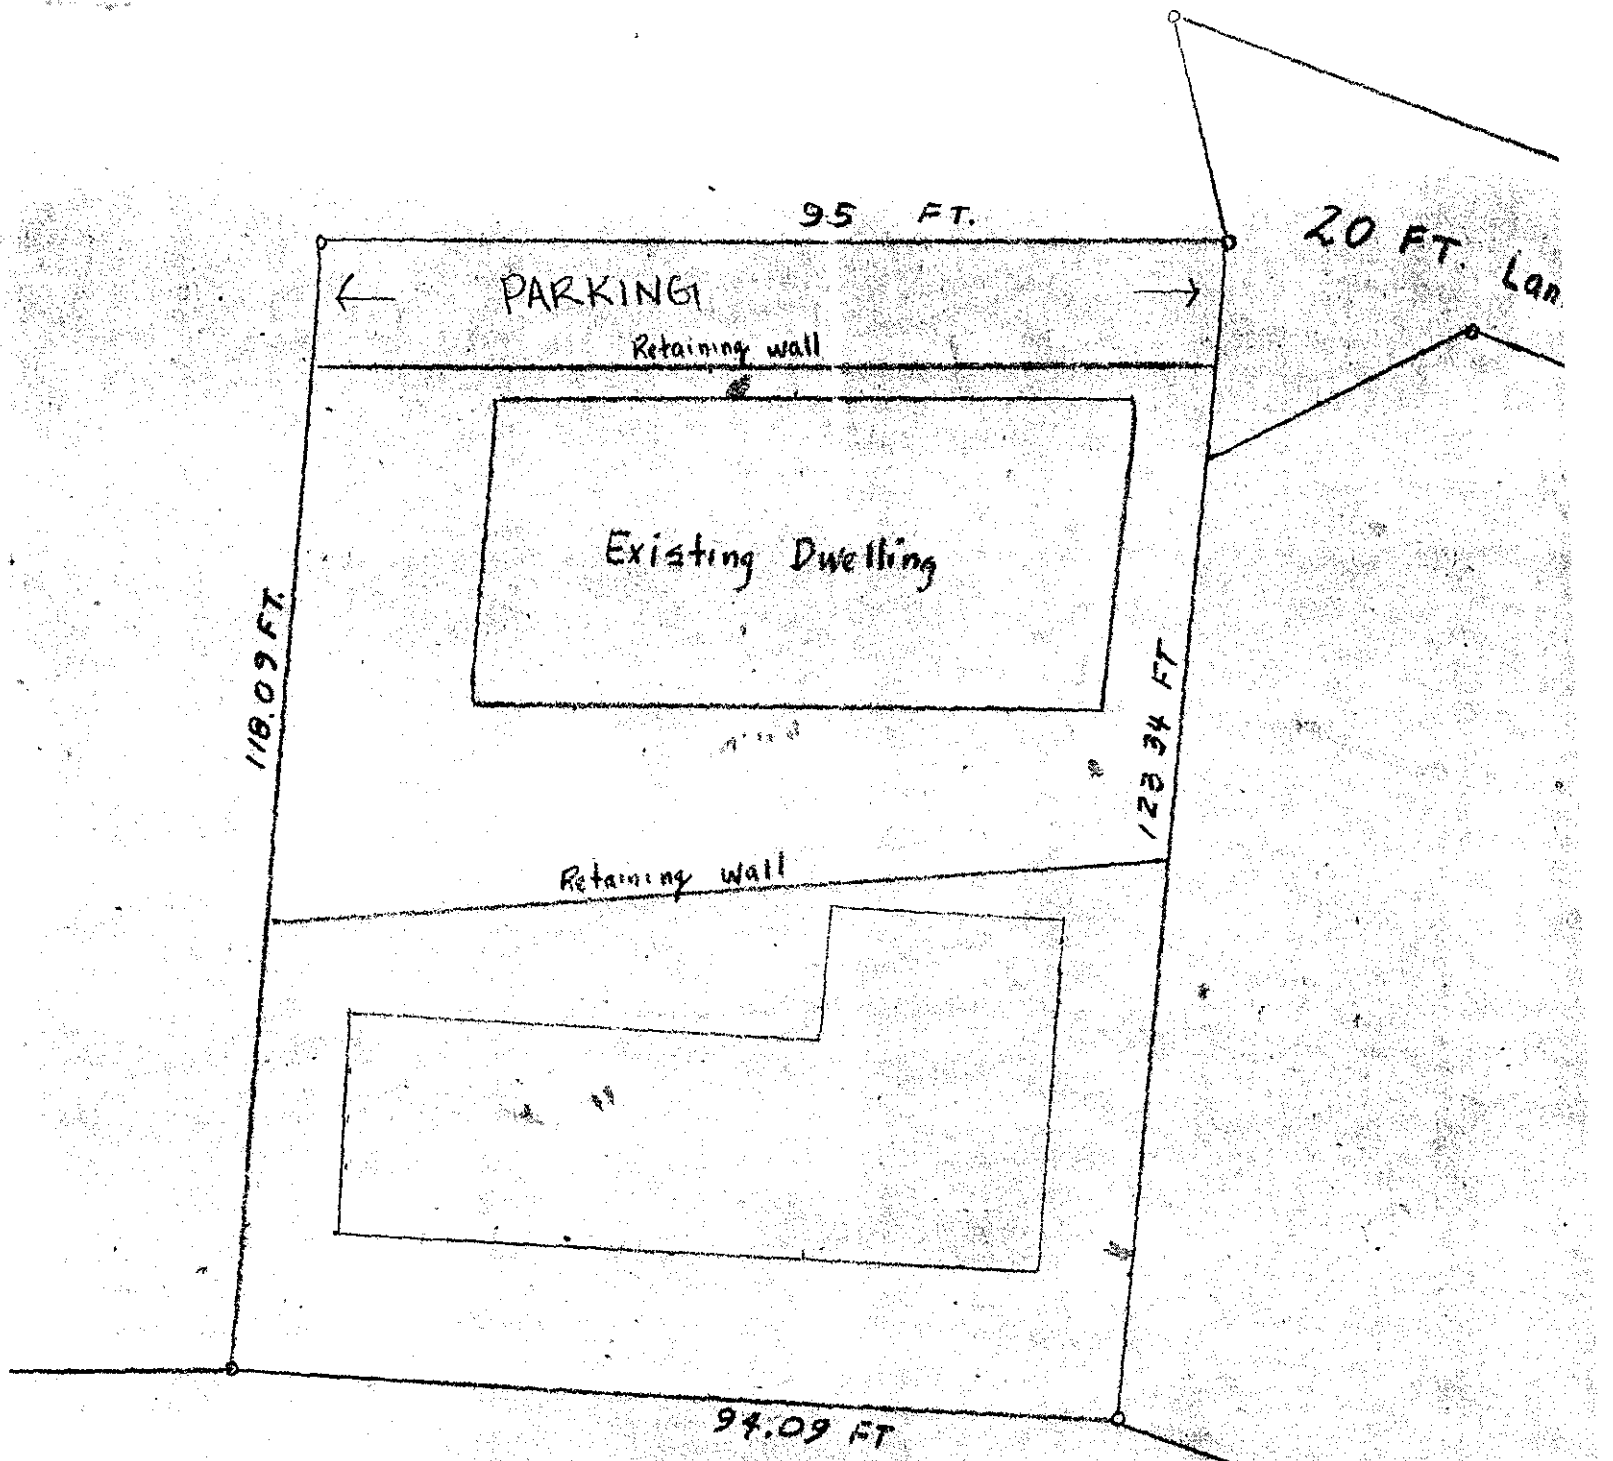 95 FT.
20 FT. Lan
PARKING
Retaining wall
Existing Dwelling
118.09 FT.
123 34 FT
Retaining wall
94.09 FT